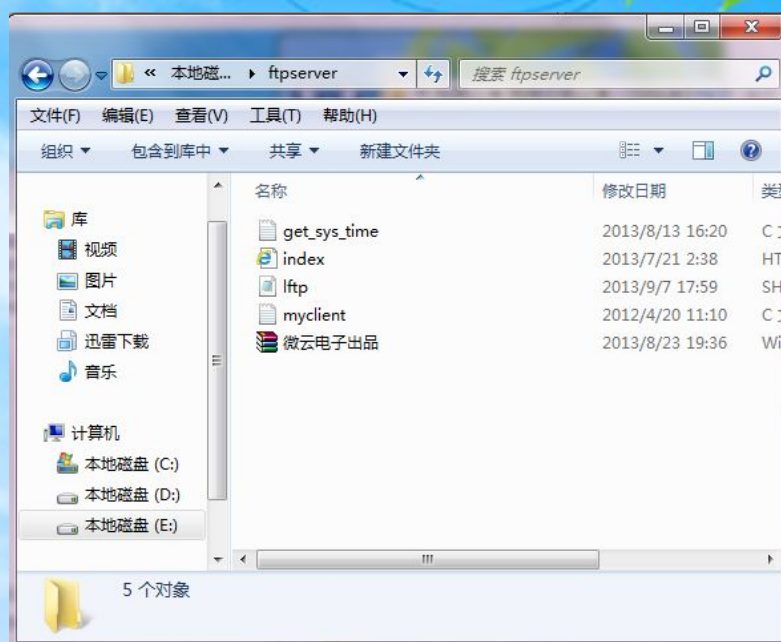 « 本地磁... ▸ ftpserver
搜索 ftpserver
文件(F) 编辑(E) 查看(V) 工具(T) 帮助(H)
组织 包含到库中 共享 新建文件夹
名称 修改日期 类型
库
视频
图片
文档
迅雷下载
音乐
计算机
本地磁盘 (C:)
本地磁盘 (D:)
本地磁盘 (E:)
get_sys_time 2013/8/13 16:20 C
index 2013/7/21 2:38 HT
lftp 2013/9/7 17:59 SH
myclient 2012/4/20 11:10 C
微云电子出品 2013/8/23 19:36 Wi
5 个对象